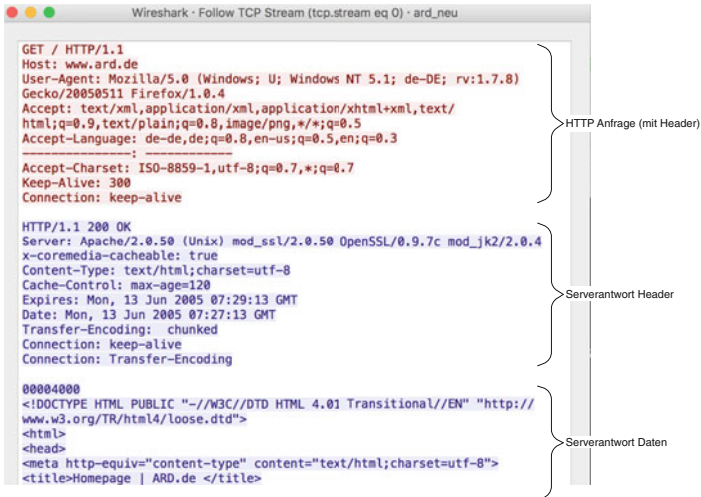 Wireshark · Follow TCP Stream (tcp.stream eq 0) · ard_neu
GET / HTTP/1.1
Host: www.ard.de
User-Agent: Mozilla/5.0 (Windows; U; Windows NT 5.1; de-DE; rv:1.7.8)
Gecko/20050511 Firefox/1.0.4
Accept: text/xml,application/xml,application/xhtml+xml,text/
html;q=0.9,text/plain;q=0.8,image/png,*/*;q=0.5
Accept-Language: de-de,de;q=0.8,en-us;q=0.5,en;q=0.3
---------------: -------------
Accept-Charset: ISO-8859-1,utf-8;q=0.7,*;q=0.7
Keep-Alive: 300
Connection: keep-alive
HTTP Anfrage (mit Header)
HTTP/1.1 200 OK
Server: Apache/2.0.50 (Unix) mod_ssl/2.0.50 OpenSSL/0.9.7c mod_jk2/2.0.4
x-coremedia-cacheable: true
Content-Type: text/html;charset=utf-8
Cache-Control: max-age=120
Expires: Mon, 13 Jun 2005 07:29:13 GMT
Date: Mon, 13 Jun 2005 07:27:13 GMT
Transfer-Encoding:  chunked
Connection: keep-alive
Connection: Transfer-Encoding
Serverantwort Header
00004000
<!DOCTYPE HTML PUBLIC "-//W3C//DTD HTML 4.01 Transitional//EN" "http://
www.w3.org/TR/html4/loose.dtd">
<html>
<head>
<meta http-equiv="content-type" content="text/html;charset=utf-8">
<title>Homepage | ARD.de </title>
Serverantwort Daten